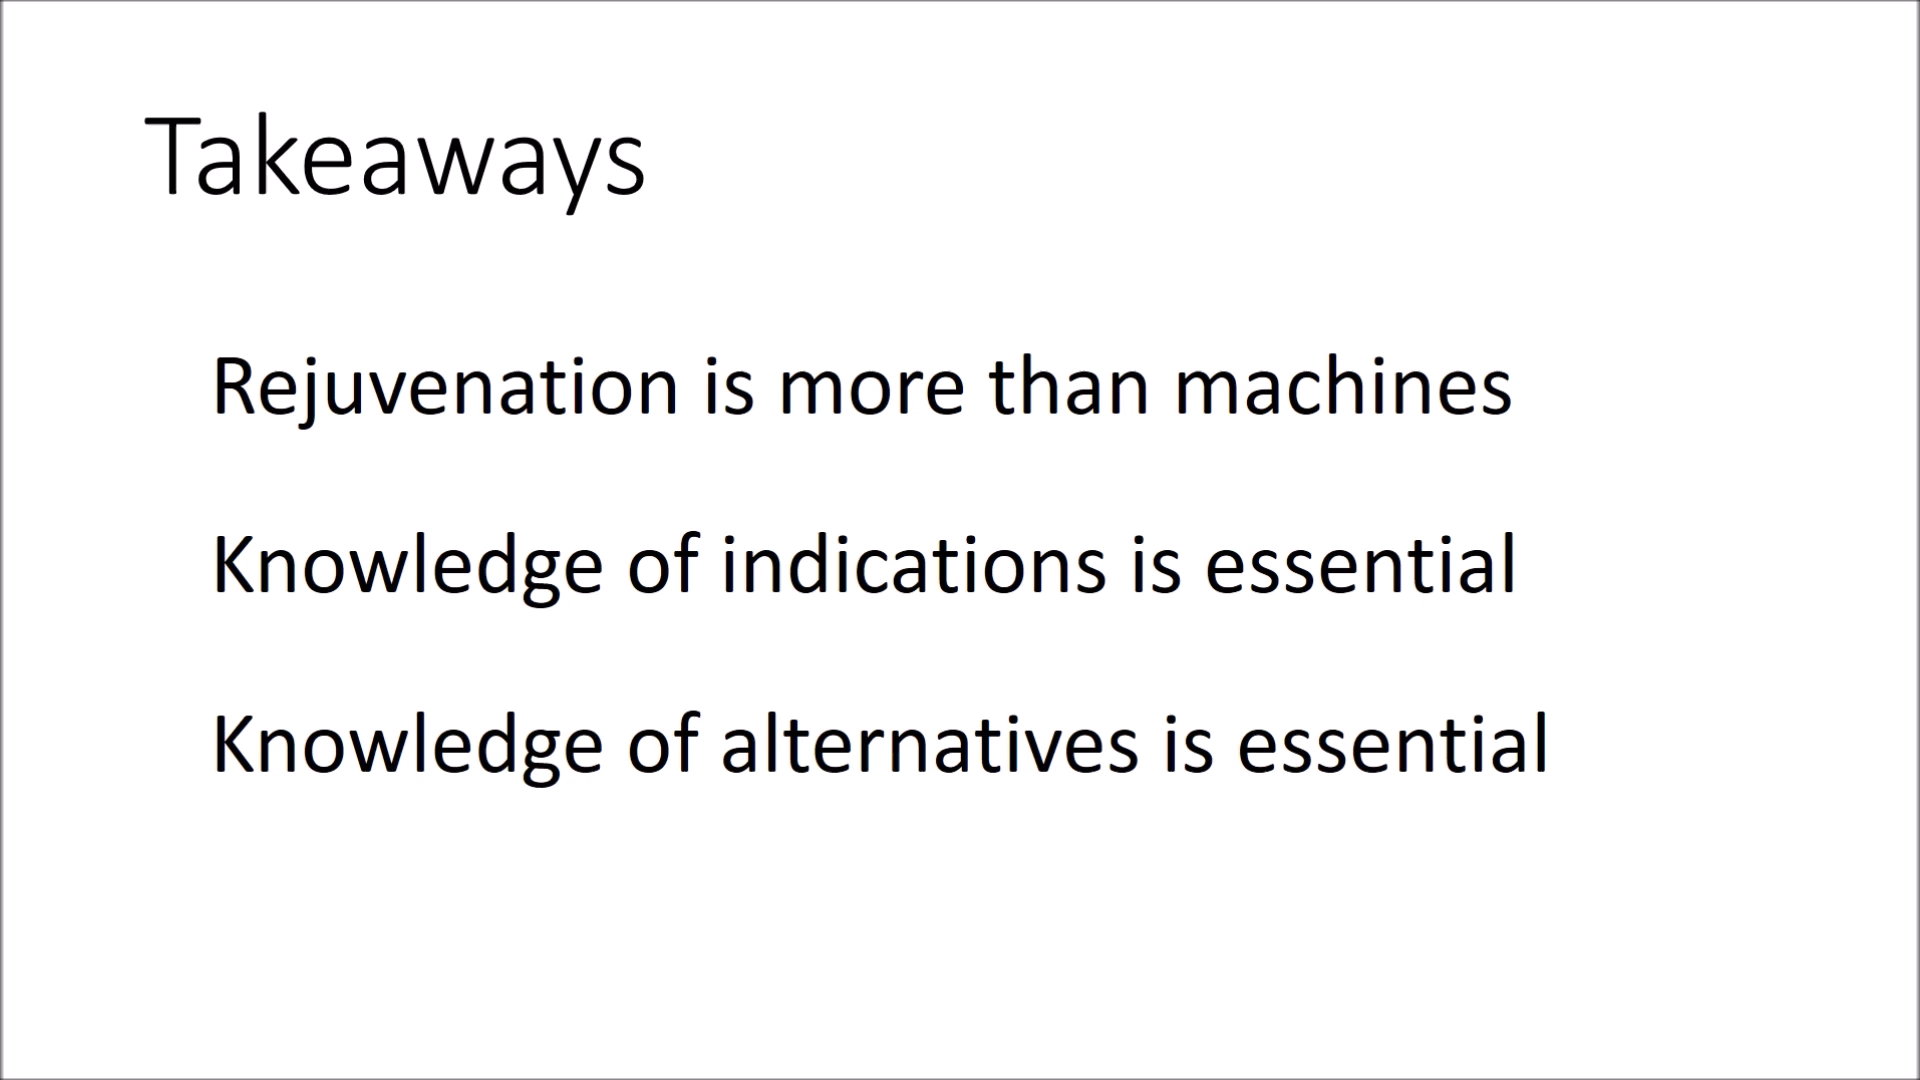 Takeaways
Rejuvenation is more than machines
Knowledge of indications is essential
Knowledge of alternatives is essential